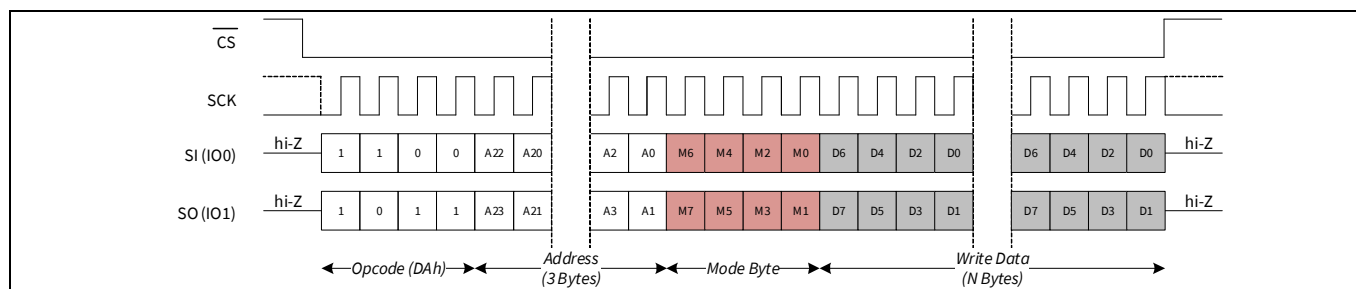 CS
SCK
SI (IO0) hi-Z 1 1 0 0 A22 A20 A2 A0 M6 M4 M2 M0 D6 D4 D2 D0 D6 D4 D2 D0 hi-Z
SO (IO1) hi-Z 1 0 1 1 A23 A21 A3 A1 M7 M5 M3 M1 D7 D5 D3 D1 D7 D5 D3 D1 hi-Z
Opcode (DAh) Address Mode Byte Write Data
(3 Bytes) (N Bytes)